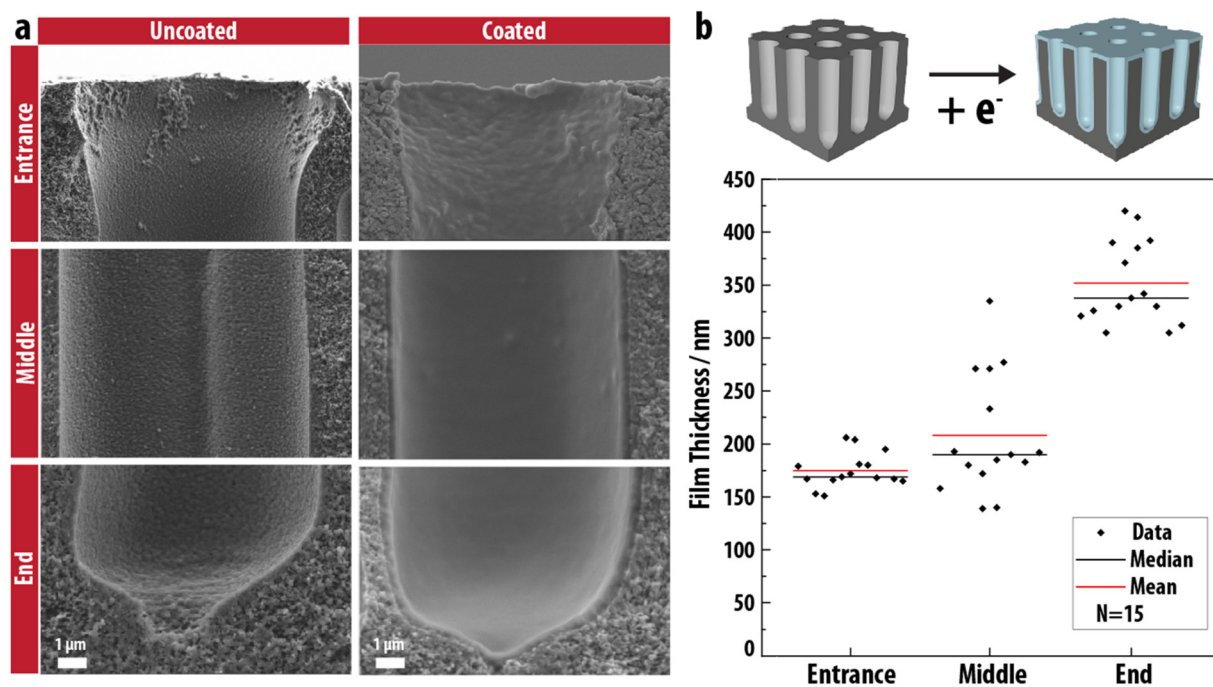 a
Uncoated
Coated
Entrance
Middle
End
1 µm
1 µm
b
+ e-
Film Thickness / nm
450
400
350
300
250
200
150
100
50
0
Entrance
Middle
End
Data
Median
Mean
N=15